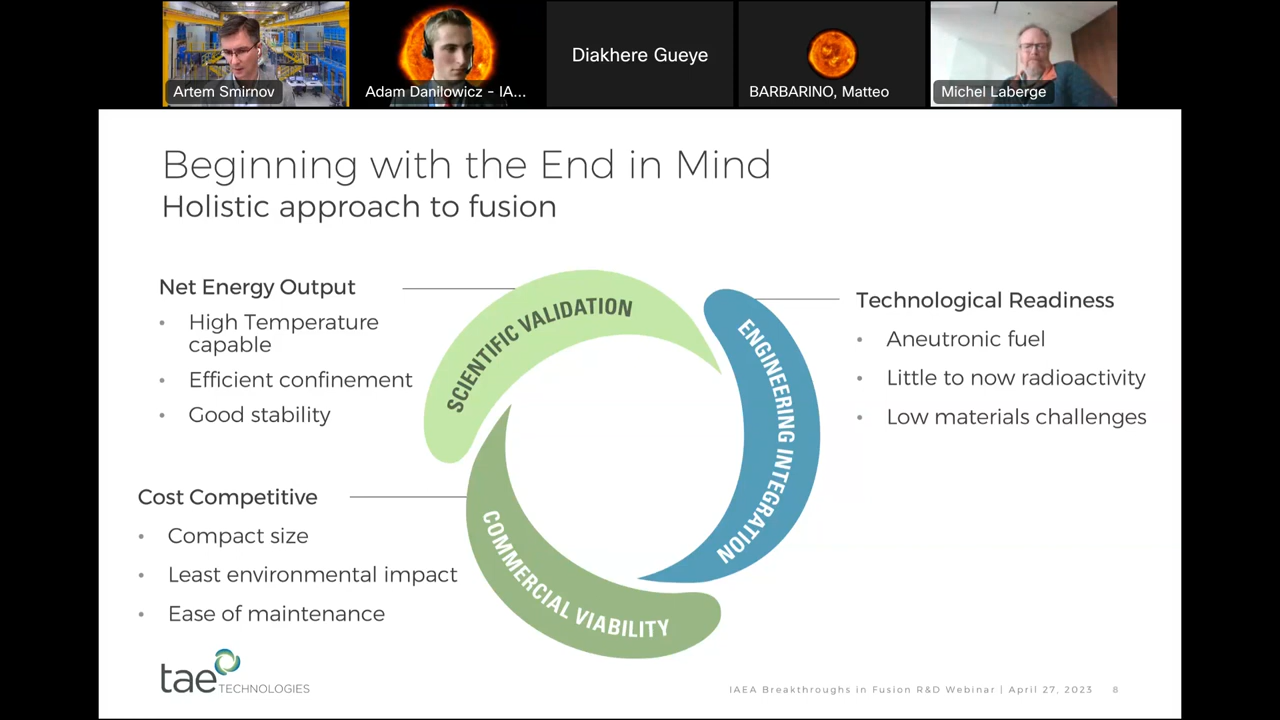 Artem Smirnov
Adam Danilowicz - IA...
Diakhere Gueye
BARBARINO, Matteo
Michel Laberge
Beginning with the End in Mind
Holistic approach to fusion
Net Energy Output
• High Temperature
capable
• Efficient confinement
• Good stability
SCIENTIFIC VALIDATION
ENGINEERING INTEGRATION
COMMERCIAL VIABILITY
Technological Readiness
• Aneutronic fuel
• Little to now radioactivity
• Low materials challenges
Cost Competitive
• Compact size
• Least environmental impact
• Ease of maintenance
tae TECHNOLOGIES
IAEA Breakthroughs in Fusion R&D Webinar | April 27, 2023 6